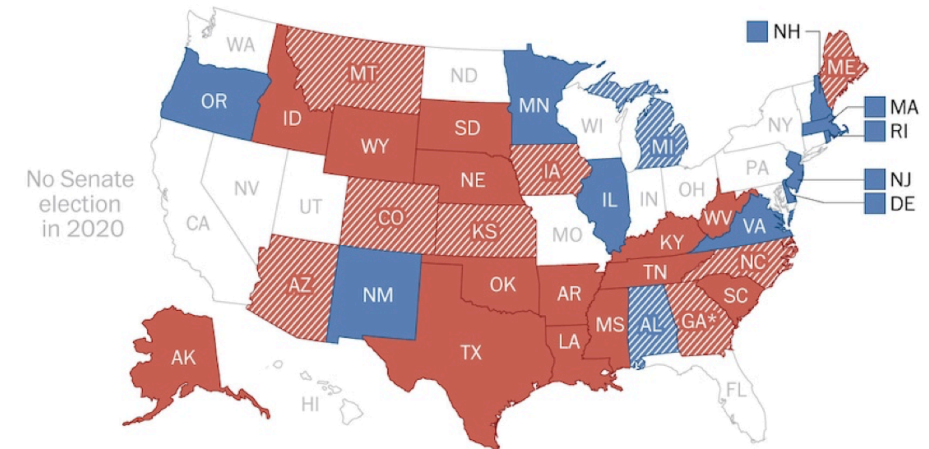 NH
WA
ME
MT
ND
MN
OR
MA
ID
WI
NY
SD
RI
WY
MI
No Senate
election
in 2020
IA
PA
NE
NJ
NV
IL
IN
OH
DE
UT
CO
WV
CA
KS
MO
VA
KY
NC
AZ
TN
OK
NM
AR
SC
MS
AL
GA*
LA
TX
AK
FL
HI